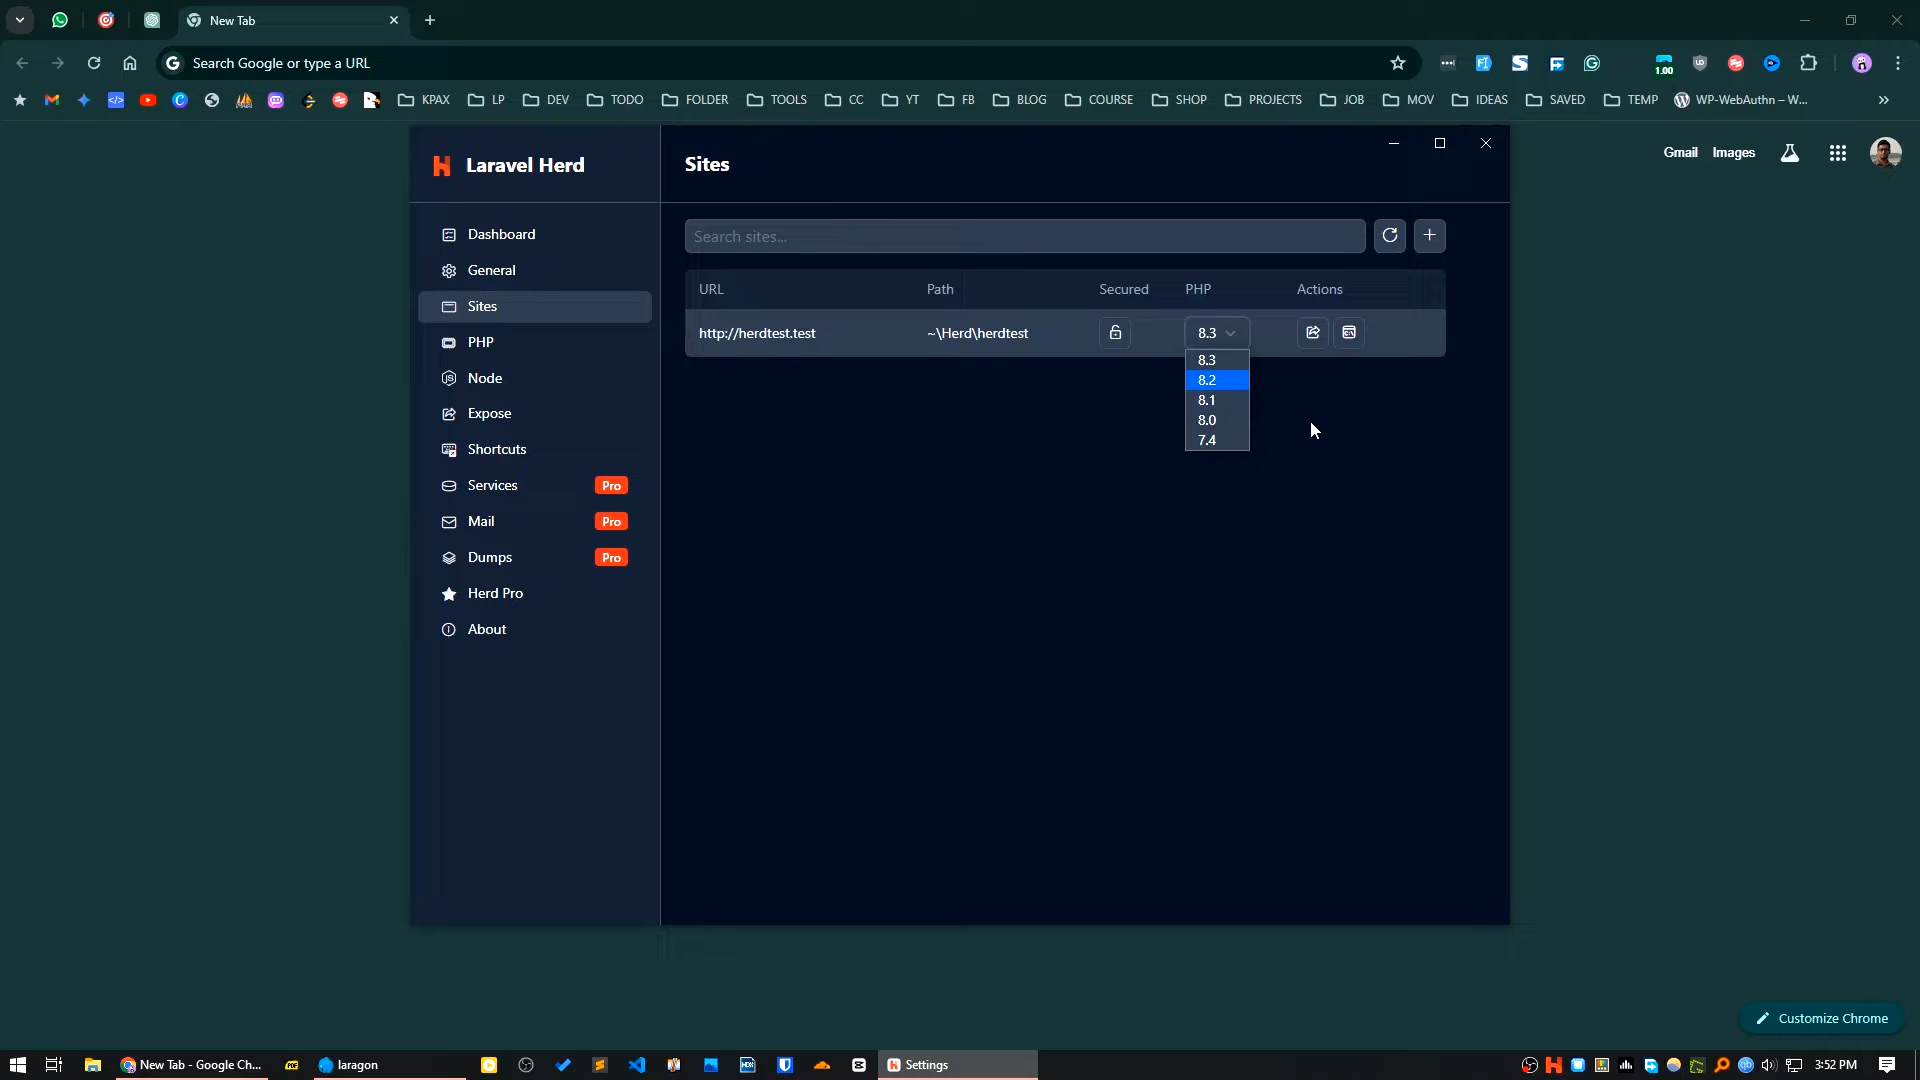 New Tab
Search Google or type a URL
1.00
KPAX
LP
DEV
TODO
FOLDER
TOOLS
CC
YT
FB
BLOG
COURSE
SHOP
PROJECTS
JOB
MOV
IDEAS
SAVED
TEMP
WP-WebAuthn – W...
Gmail
Images
Laravel Herd
Sites
Dashboard
General
Sites
PHP
Node
Expose
Shortcuts
Services Pro
Mail Pro
Dumps Pro
Herd Pro
About
Search sites...
URL Path Secured PHP Actions
http://herdtest.test ~\Herd\herdtest 8.3
8.3
8.2
8.1
8.0
7.4
Customize Chrome
New Tab - Google Ch...
laragon
Settings
3:52 PM